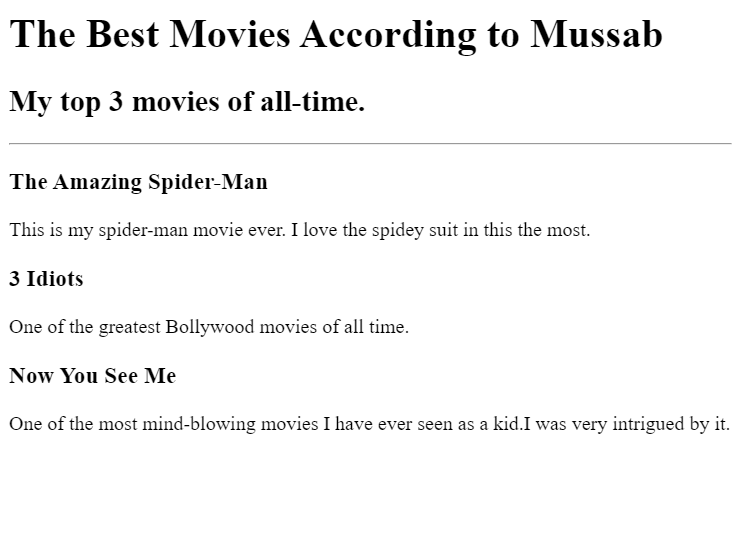 The Best Movies According to Mussab
My top 3 movies of all-time.
The Amazing Spider-Man
This is my spider-man movie ever. I love the spidey suit in this the most.
3 Idiots
One of the greatest Bollywood movies of all time.
Now You See Me
One of the most mind-blowing movies I have ever seen as a kid.I was very intrigued by it.